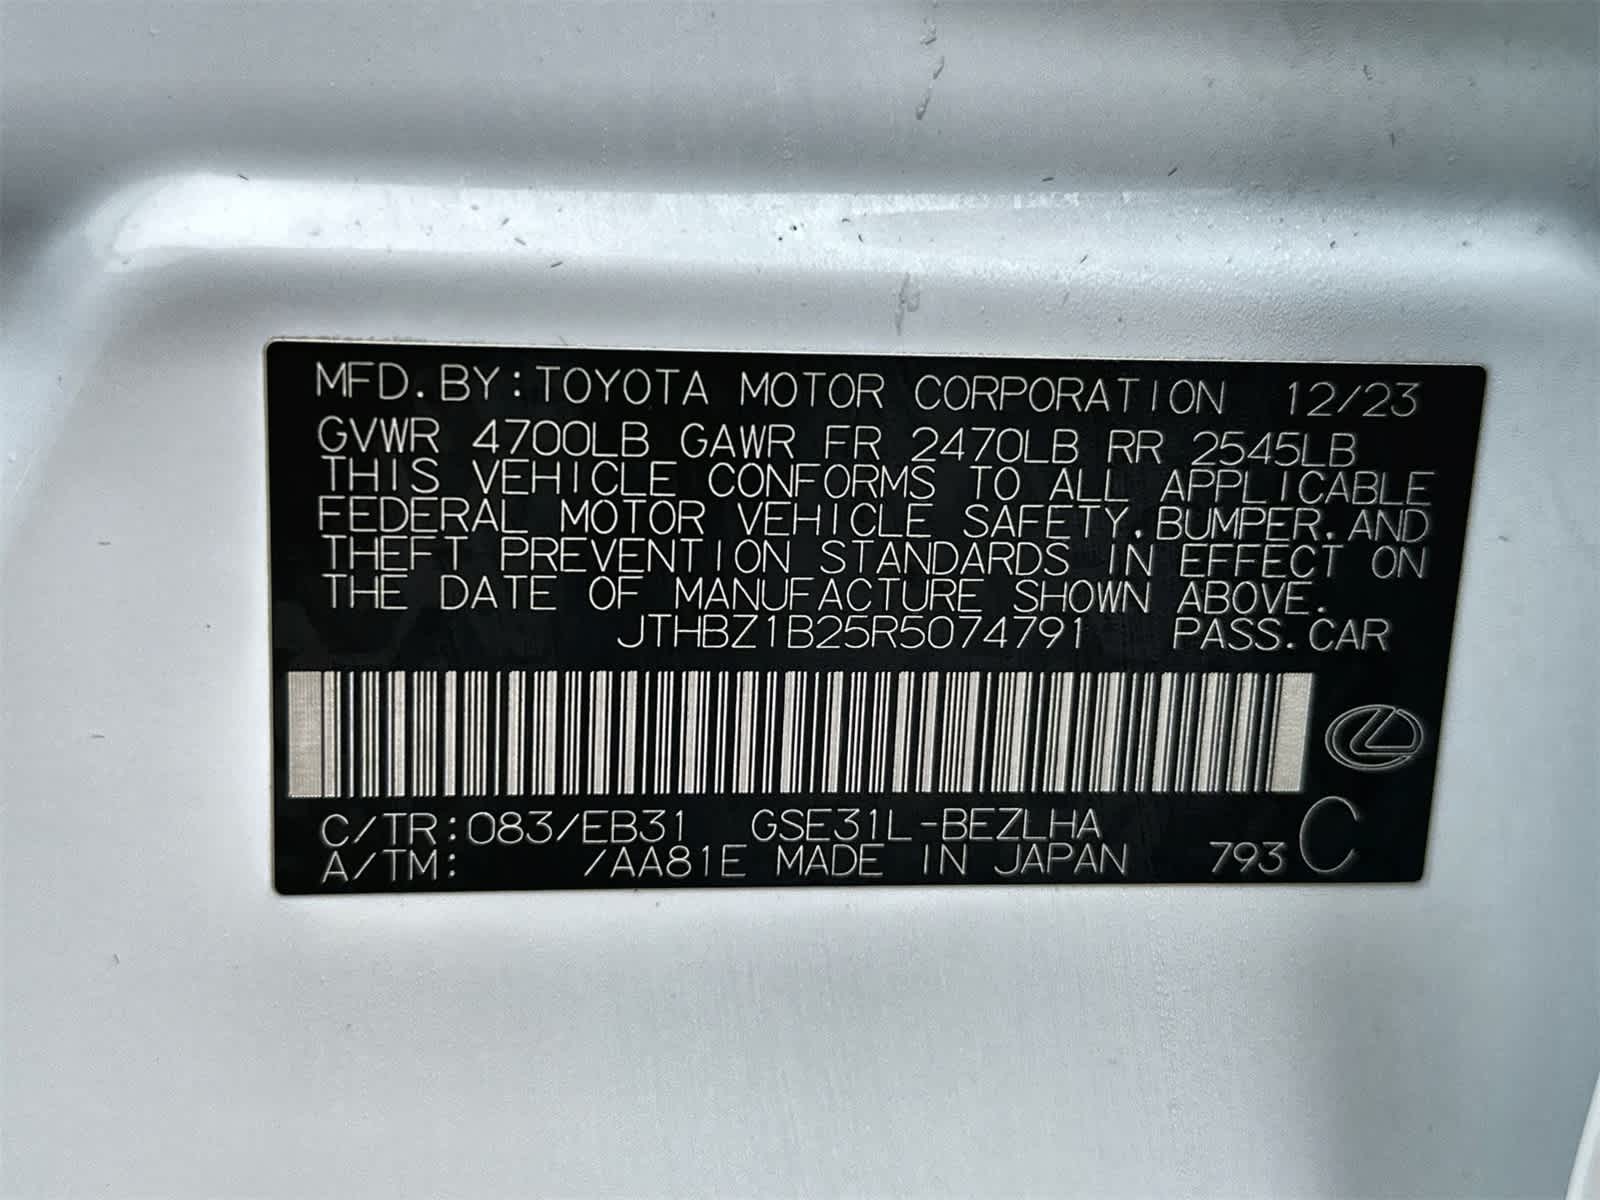 MFD. BY: TOYOTA MOTOR CORPORATION 12/23
GVWR 4700LB GAWR FR 2470LB RR 2545LB
THIS VEHICLE CONFORMS TO ALL APPLICABLE
FEDERAL MOTOR VEHICLE SAFETY, BUMPER, AND
THEFT PREVENTION STANDARDS IN EFFECT ON
THE DATE OF MANUFACTURE SHOWN ABOVE.
JTHBZ1B25R5074791 PASS. CAR
C/TR: 083/EB31 GSE31L-BEZLHA
A/TM: /AA81E MADE IN JAPAN 793 C